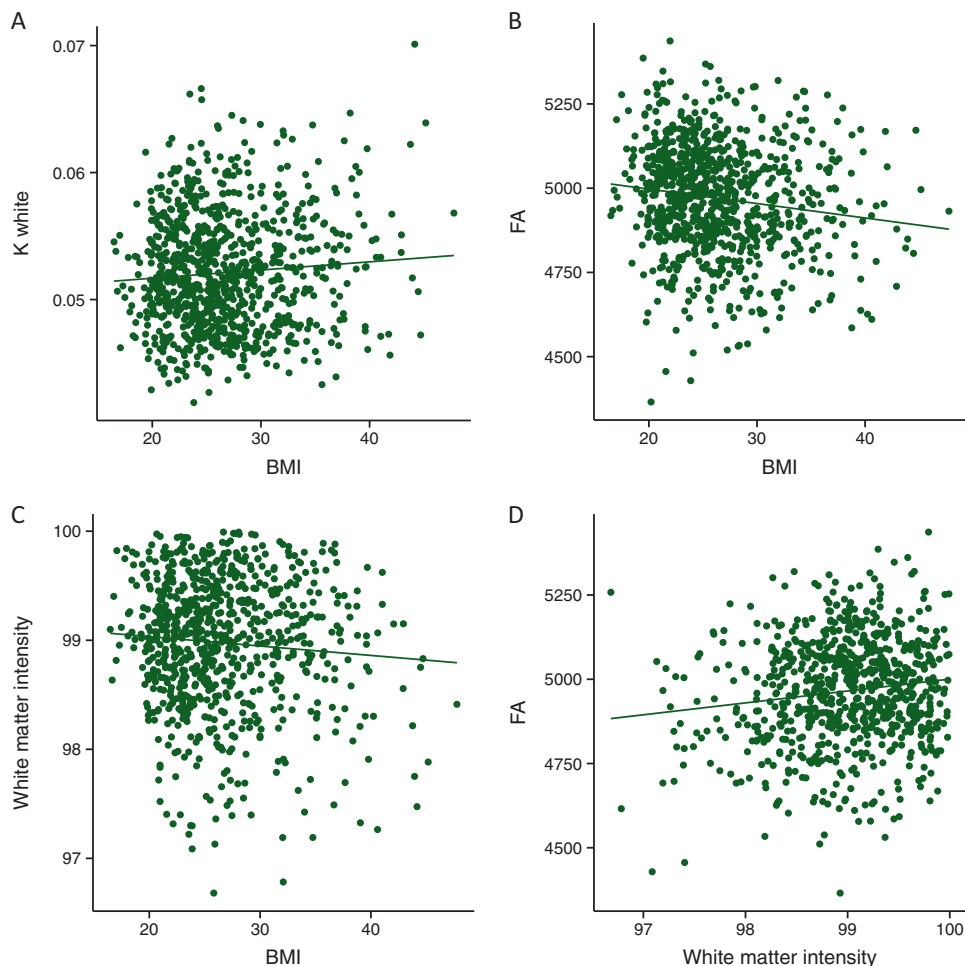 A
K white
0.07
0.06
0.05
20 30 40
BMI
B
FA
5250
5000
4750
4500
20 30 40
BMI
C
White matter intensity
100
99
98
97
20 30 40
BMI
D
FA
5250
5000
4750
4500
97 98 99 100
White matter intensity